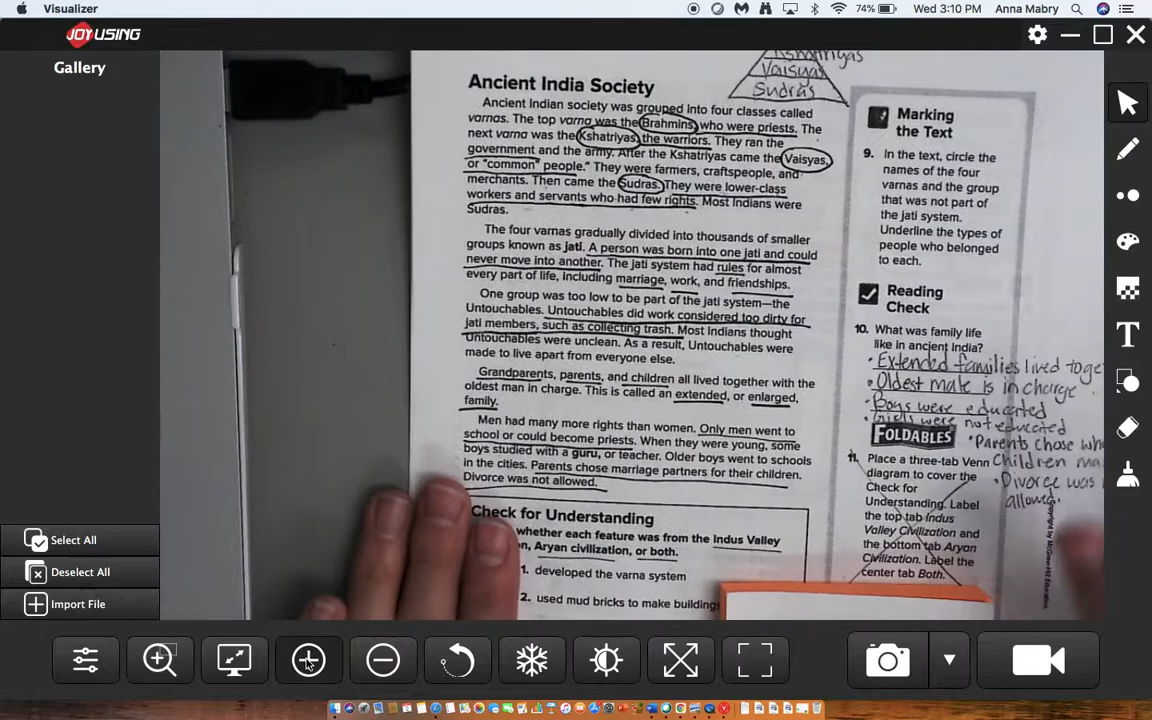 Visualizer
74%
Wed 3:10 PM
Anna Mabry
JOYUSING
Gallery
Kshatriyas
Vaisyas
Sudras
Ancient India Society
Ancient Indian society was grouped into four classes called
varnas. The top varna was the Brahmins who were priests. The
next varna was the Kshatriyas, the warriors. They ran the
government and the army. After the Kshatriyas came the Vaisyas,
or "common" people." They were farmers, craftspeople, and
merchants. Then came the Sudras. They were lower-class
workers and servants who had few rights. Most Indians were
Sudras.
The four varnas gradually divided into thousands of smaller
groups known as jati. A person was born into one jati and could
never move into another. The jati system had rules for almost
every part of life, including marriage, work, and friendships.
One group was too low to be part of the jati system—the
Untouchables. Untouchables did work considered too dirty for
jati members, such as collecting trash. Most Indians thought
Untouchables were unclean. As a result, Untouchables were
made to live apart from everyone else.
Grandparents, parents, and children all lived together with the
oldest man in charge. This is called an extended, or enlarged,
family.
Men had many more rights than women. Only men went to
school or could become priests. When they were young, some
boys studied with a guru, or teacher. Older boys went to schools
in the cities. Parents chose marriage partners for their children.
Divorce was not allowed.
Check for Understanding
whether each feature was from the Indus Valley
Aryan civilization, or both.
1. developed the varna system
2. used mud bricks to make building
Marking
the Text
9. In the text, circle the
names of the four
varnas and the group
that was not part of
the jati system.
Underline the types of
people who belonged
to each.
Reading
Check
10. What was family life
like in ancient India?
• Extended families lived toge
• Oldest male is in charge
• Boys were educated
• Girls were not educated
FOLDABLES
• Parents chose who
Children ma
• Divorce was
allowed.
11. Place a three-tab Venn
diagram to cover the
Check for
Understanding. Label
the top tab Indus
Valley Civilization and
the bottom tab Aryan
Civilization. Label the
center tab Both.
Copyright by McGraw-Hill Education.
Select All
Deselect All
Import File